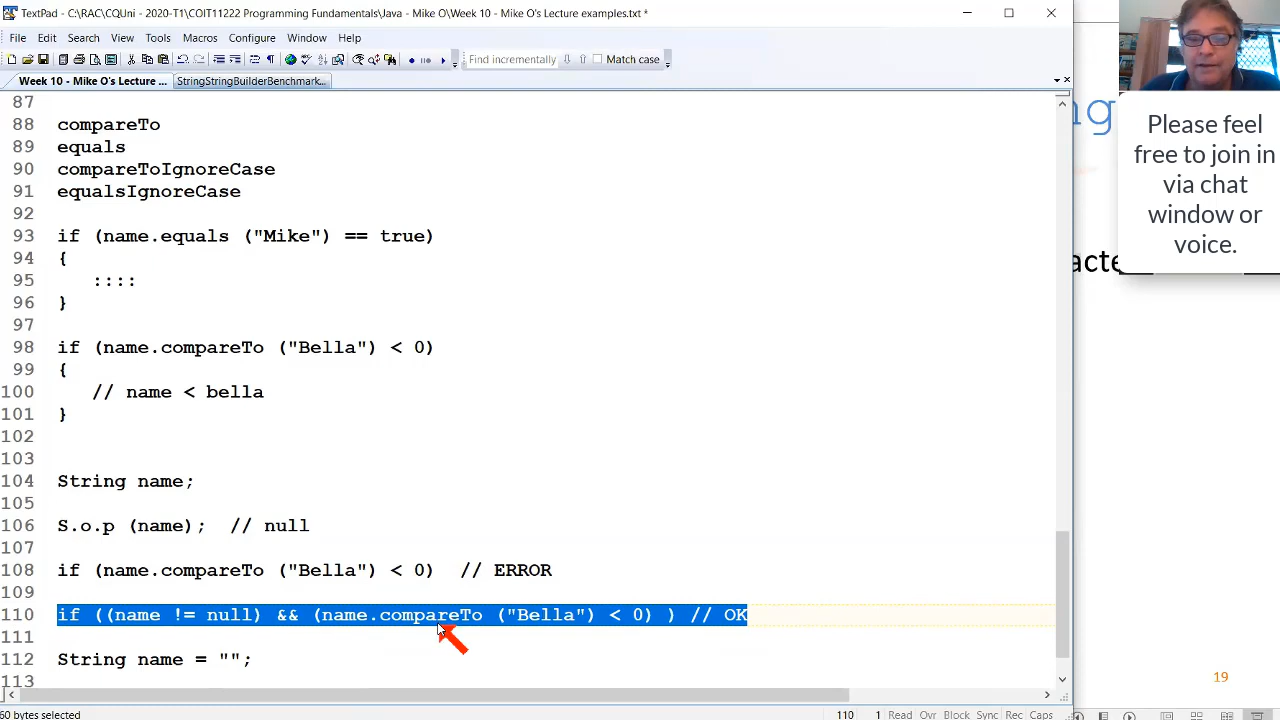 TextPad - D:\RAC\CQUni - 2020-T1\COIT11222 Programming Fundamentals\Java - Mike O\Week 10 - Mike O's Lecture examples.txt *
File Edit Search View Tools Macros Configure Window Help
Find incrementally Match case
Week 10 - Mike O's Lecture ... StringStringBuilderBenchmark...
87
88 compareTo
89 equals
90 compareToIgnoreCase
91 equalsIgnoreCase
92
93 if (name.equals ("Mike") == true)
94 {
95 ::::
96 }
97
98 if (name.compareTo ("Bella") < 0)
99 {
100 // name < bella
101 }
102
103
104 String name;
105
106 S.o.p (name); // null
107
108 if (name.compareTo ("Bella") < 0) // ERROR
109
110 if ((name != null) && (name.compareTo ("Bella") < 0) ) // OK
111
112 String name = "";
113
60 bytes selected 110 1 Read Ovr Block Sync Rec Caps
ng
Please feel
free to join in
via chat
window or
voice.
acte
19